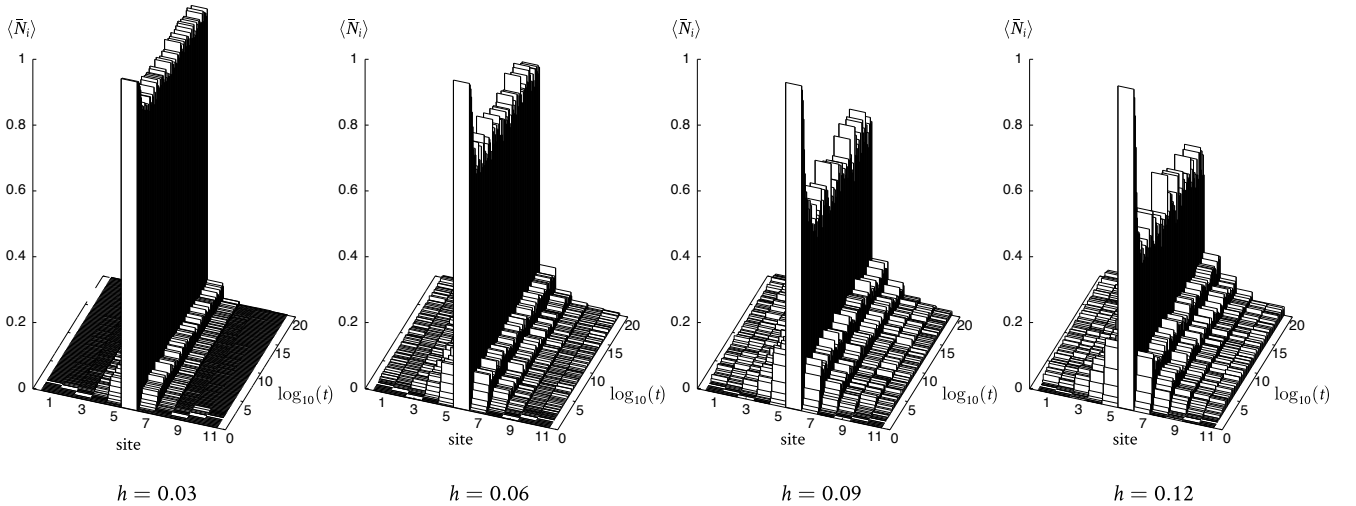 ⟨N̄ᵢ⟩ ⟨N̄ᵢ⟩ ⟨N̄ᵢ⟩ ⟨N̄ᵢ⟩
1 1 1 1
0.8 0.8 0.8 0.8
0.6 0.6 0.6 0.6
0.4 0.4 0.4 0.4
0.2 0.2 0.2 0.2
0 0 0 0
20 20 20 20
15 15 15 15
10 10 10 10
log₁₀(t) log₁₀(t) log₁₀(t) log₁₀(t)
5 5 5 5
0 0 0 0
1 3 5 7 9 11 1 3 5 7 9 11 1 3 5 7 9 11 1 3 5 7 9 11
site site site site
h = 0.03 h = 0.06 h = 0.09 h = 0.12